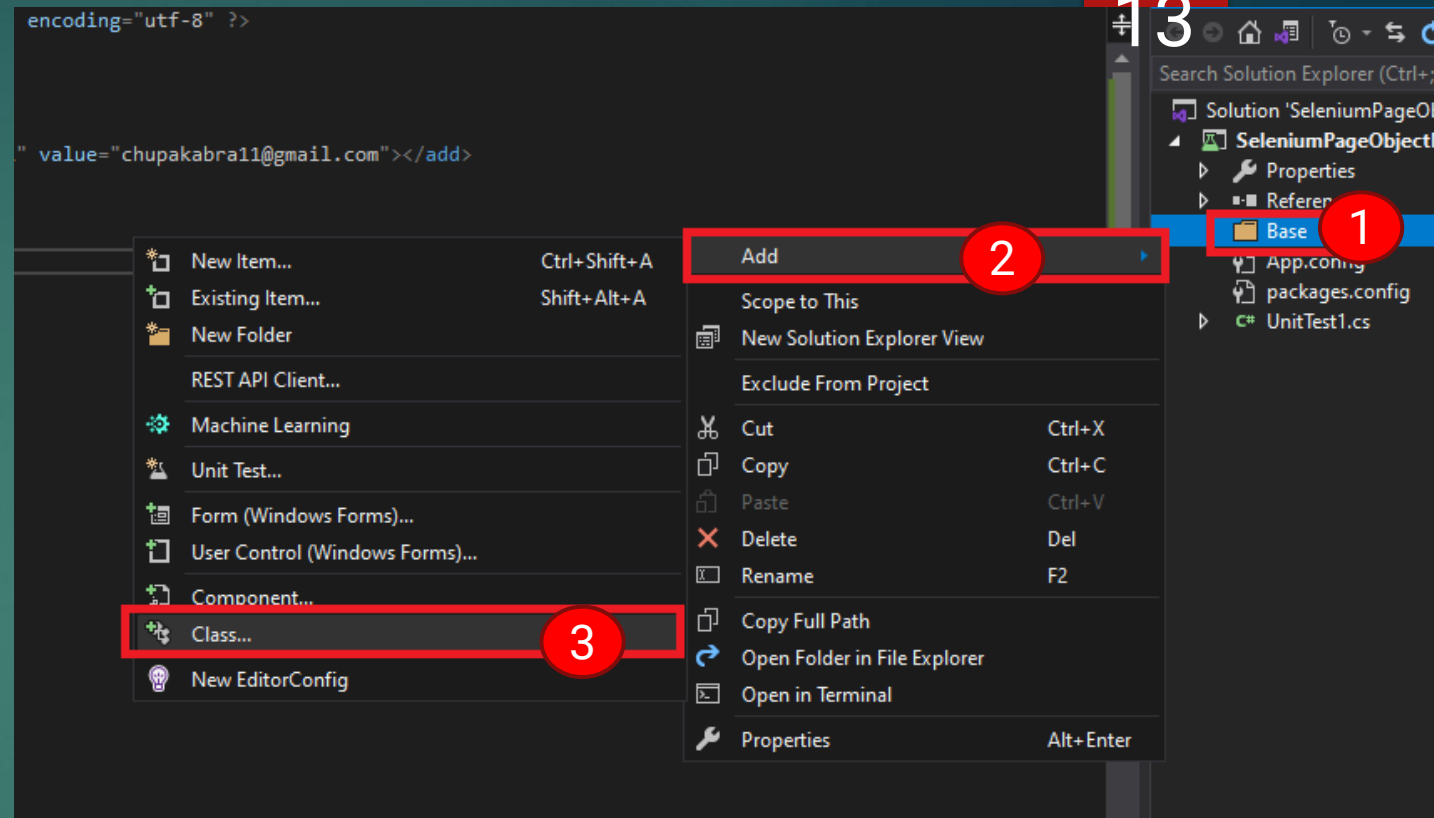 encoding="utf-8" ?>
" value="chupakabra11@gmail.com"></add>
New Item... Ctrl+Shift+A
Existing Item... Shift+Alt+A
New Folder
REST API Client...
Machine Learning
Unit Test...
Form (Windows Forms)...
User Control (Windows Forms)...
Component...
Class... 3
New EditorConfig
Add 2
Scope to This
New Solution Explorer View
Exclude From Project
Cut Ctrl+X
Copy Ctrl+C
Paste Ctrl+V
Delete Del
Rename F2
Copy Full Path
Open Folder in File Explorer
Open in Terminal
Properties Alt+Enter
13
Search Solution Explorer (Ctrl+;
Solution 'SeleniumPageOb
SeleniumPageObject
Properties
Referen
Base 1
App.config
packages.config
C# UnitTest1.cs